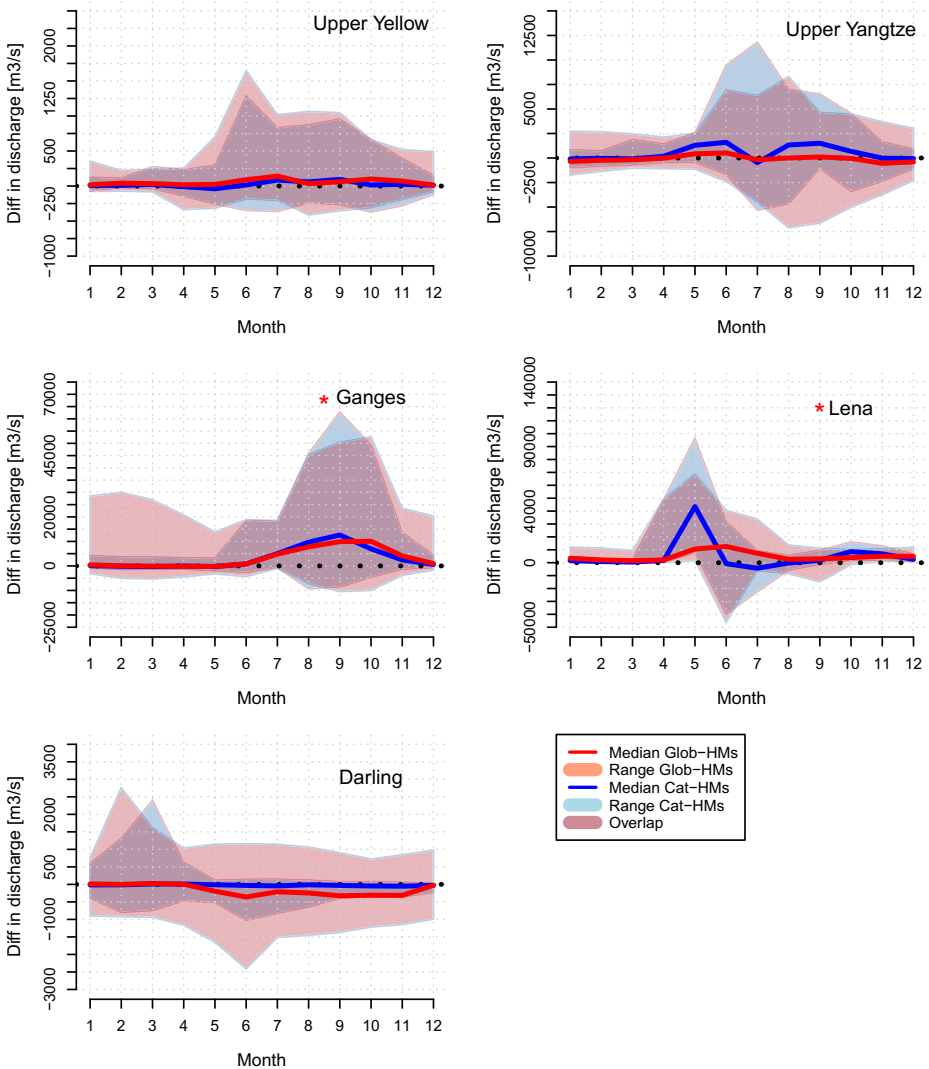 Upper Yellow
Diff in discharge [m3/s]
2000
1250
500
−250
−1000
1 2 3 4 5 6 7 8 9 10 11 12
Month
Upper Yangtze
Diff in discharge [m3/s]
12500
5000
−2500
−10000
1 2 3 4 5 6 7 8 9 10 11 12
Month
* Ganges
Diff in discharge [m3/s]
70000
45000
20000
0
−25000
1 2 3 4 5 6 7 8 9 10 11 12
Month
* Lena
Diff in discharge [m3/s]
140000
90000
40000
0
−50000
1 2 3 4 5 6 7 8 9 10 11 12
Month
Darling
Diff in discharge [m3/s]
3500
2000
500
−1000
−3000
1 2 3 4 5 6 7 8 9 10 11 12
Month
Median Glob−HMs
Range Glob−HMs
Median Cat−HMs
Range Cat−HMs
Overlap